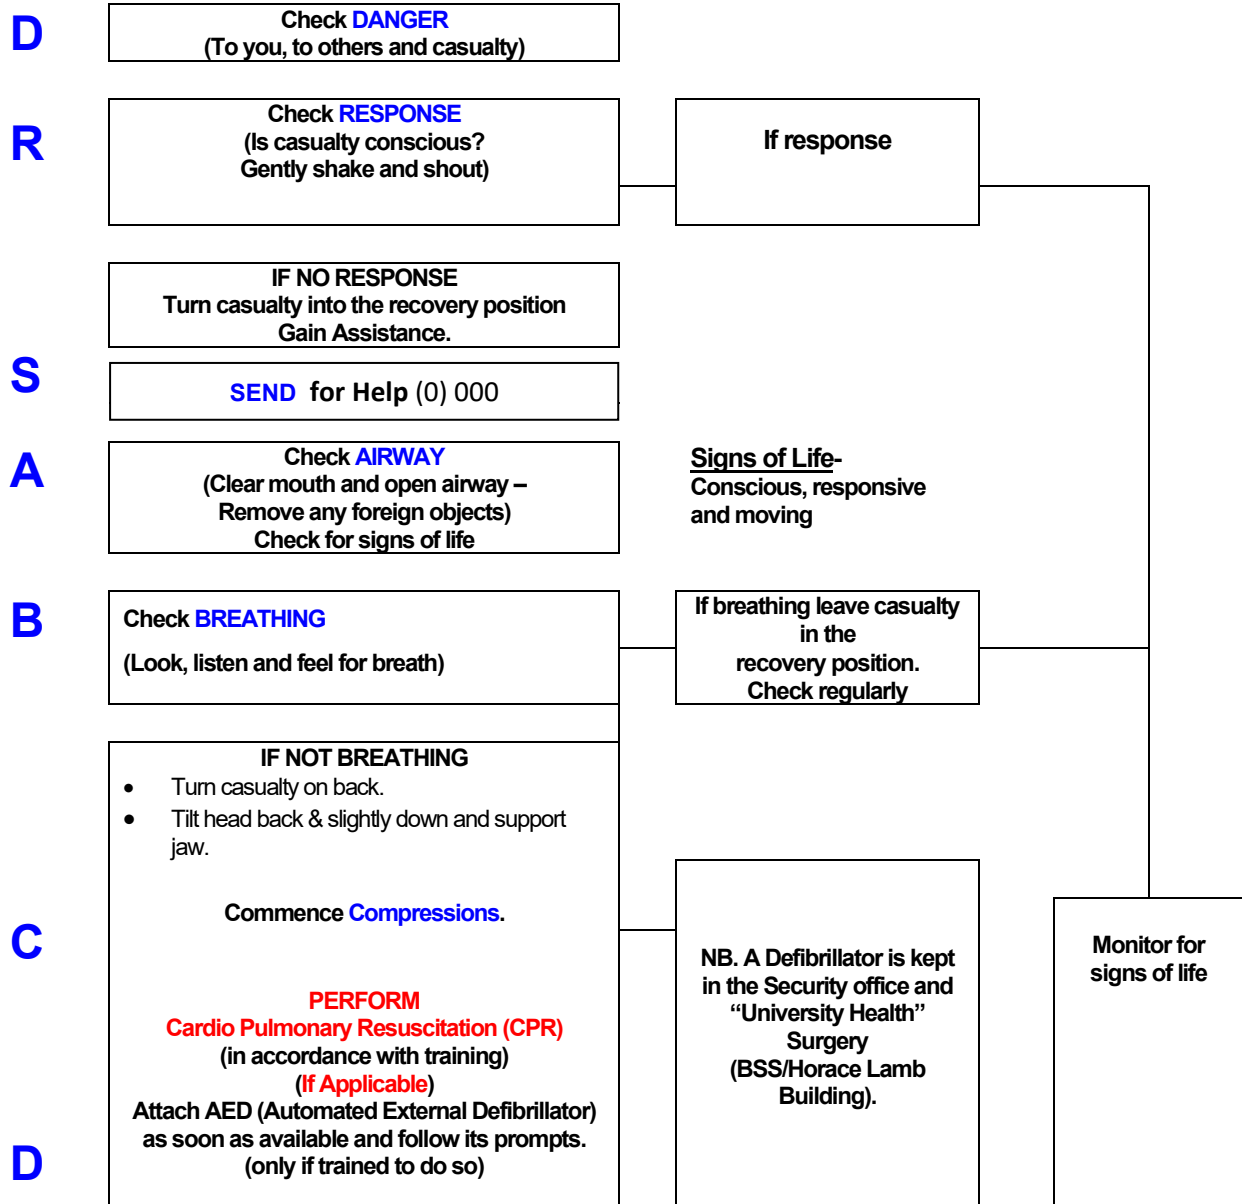 D
Check DANGER
(To you, to others and casualty)
R
Check RESPONSE
(Is casualty conscious?
Gently shake and shout)
If response
IF NO RESPONSE
Turn casualty into the recovery position
Gain Assistance.
S
SEND for Help (0) 000
A
Check AIRWAY
(Clear mouth and open airway –
Remove any foreign objects)
Check for signs of life
Signs of Life-
Conscious, responsive
and moving
B
Check BREATHING
(Look, listen and feel for breath)
If breathing leave casualty
in the
recovery position.
Check regularly
IF NOT BREATHING
• Turn casualty on back.
• Tilt head back & slightly down and support
jaw.
C
Commence Compressions.
PERFORM
Cardio Pulmonary Resuscitation (CPR)
(in accordance with training)
(If Applicable)
Attach AED (Automated External Defibrillator)
as soon as available and follow its prompts.
D
(only if trained to do so)
NB. A Defibrillator is kept
in the Security office and
“University Health”
Surgery
(BSS/Horace Lamb
Building).
Monitor for
signs of life